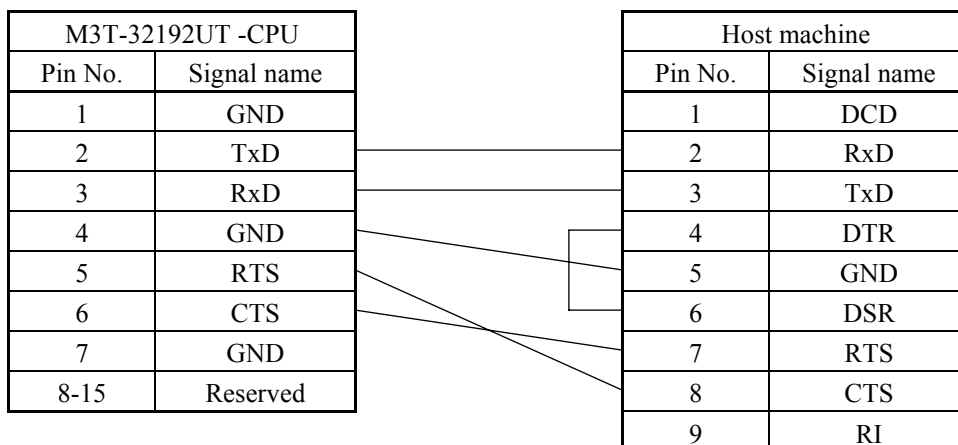 M3T-32192UT -CPU
Pin No. Signal name
1 GND
2 TxD
3 RxD
4 GND
5 RTS
6 CTS
7 GND
8-15 Reserved
Host machine
Pin No. Signal name
1 DCD
2 RxD
3 TxD
4 DTR
5 GND
6 DSR
7 RTS
8 CTS
9 RI